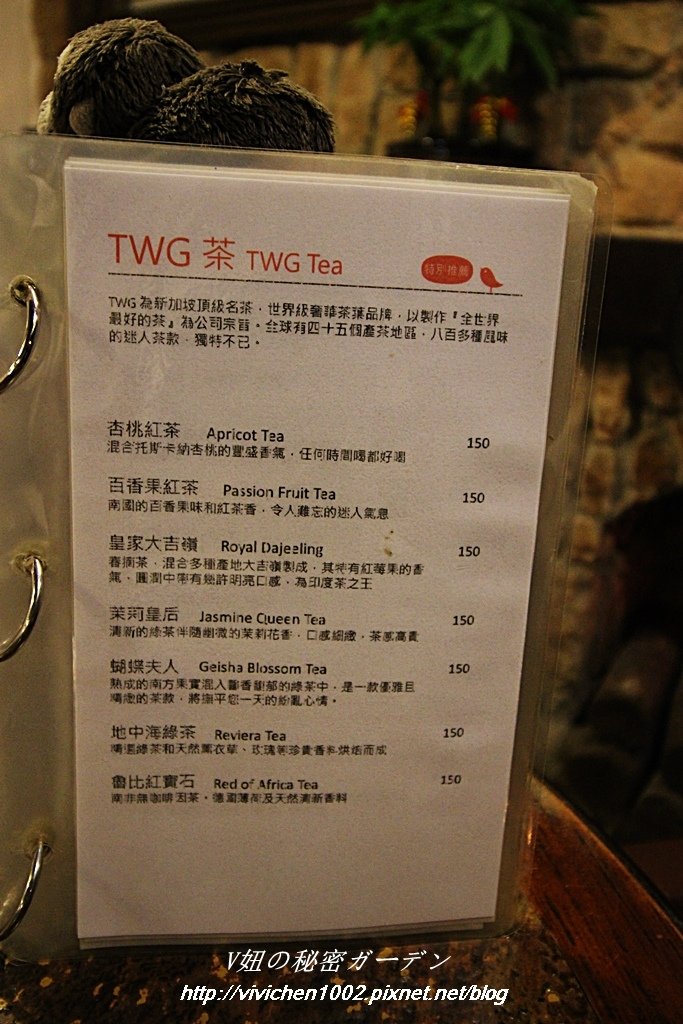 TWG 茶 TWG Tea 特別推薦
TWG 為新加坡頂級名茶，世界級奢華茶葉品牌，以製作『全世界
最好的茶』為公司宗旨。全球有四十五個產茶地區，八百多種風味
的迷人茶款，獨特不已。
杏桃紅茶 Apricot Tea 150
混合托斯卡納杏桃的豐盛香氣，任何時間喝都好喝
百香果紅茶 Passion Fruit Tea 150
南國的百香果味和紅茶香，令人難忘的迷人氣息
皇家大吉嶺 Royal Dajeeling 150
春摘茶，混合多種產地大吉嶺製成，其特有紅莓果的香
氣，圓潤中帶有幾許明亮口感，為印度茶之王
茉莉皇后 Jasmine Queen Tea 150
清新的綠茶伴隨幽微的茉莉花香，口感細緻，茶感高貴
蝴蝶夫人 Geisha Blossom Tea 150
熟成的南方果實混入馨香馥郁的綠茶中，是一款優雅且
精緻的茶款，將撫平您一天的紛亂心情。
地中海綠茶 Reviera Tea 150
精選綠茶和天然薰衣草、玫瑰等珍貴香料烘焙而成
魯比紅寶石 Red of Africa Tea 150
南非無咖啡因茶，德國薄荷及天然清新香料
V妞の秘密ガーデン
http://vivichen1002.pixnet.net/blog